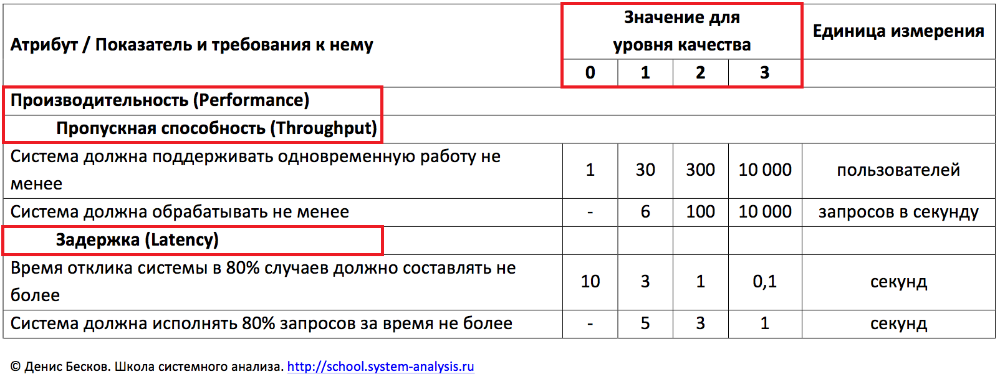 Атрибут / Показатель и требования к нему
Значение для
уровня качества
Единица измерения
0 1 2 3
Производительность (Performance)
Пропускная способность (Throughput)
Система должна поддерживать одновременную работу не
менее
1 30 300 10 000 пользователей
Система должна обрабатывать не менее - 6 100 10 000 запросов в секунду
Задержка (Latency)
Время отклика системы в 80% случаев должно составлять не
более
10 3 1 0,1 секунд
Система должна исполнять 80% запросов за время не более - 5 3 1 секунд
© Денис Бесков. Школа системного анализа. http://school.system-analysis.ru